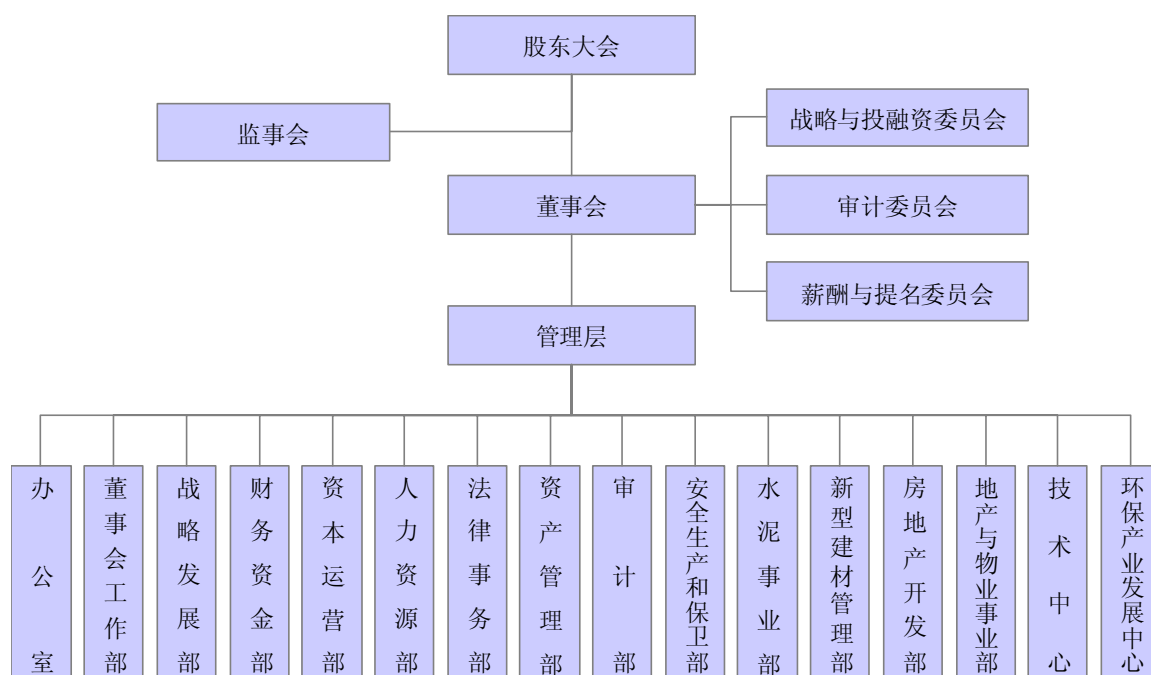 股东大会
监事会
战略与投融资委员会
董事会
审计委员会
薪酬与提名委员会
管理层
办公室
董事会工作部
战略发展部
财务资金部
资本运营部
人力资源部
法律事务部
资产管理部
审计部
安全生产和保卫部
水泥事业部
新型建材管理部
房地产开发部
地产与物业事业部
技术中心
环保产业发展中心